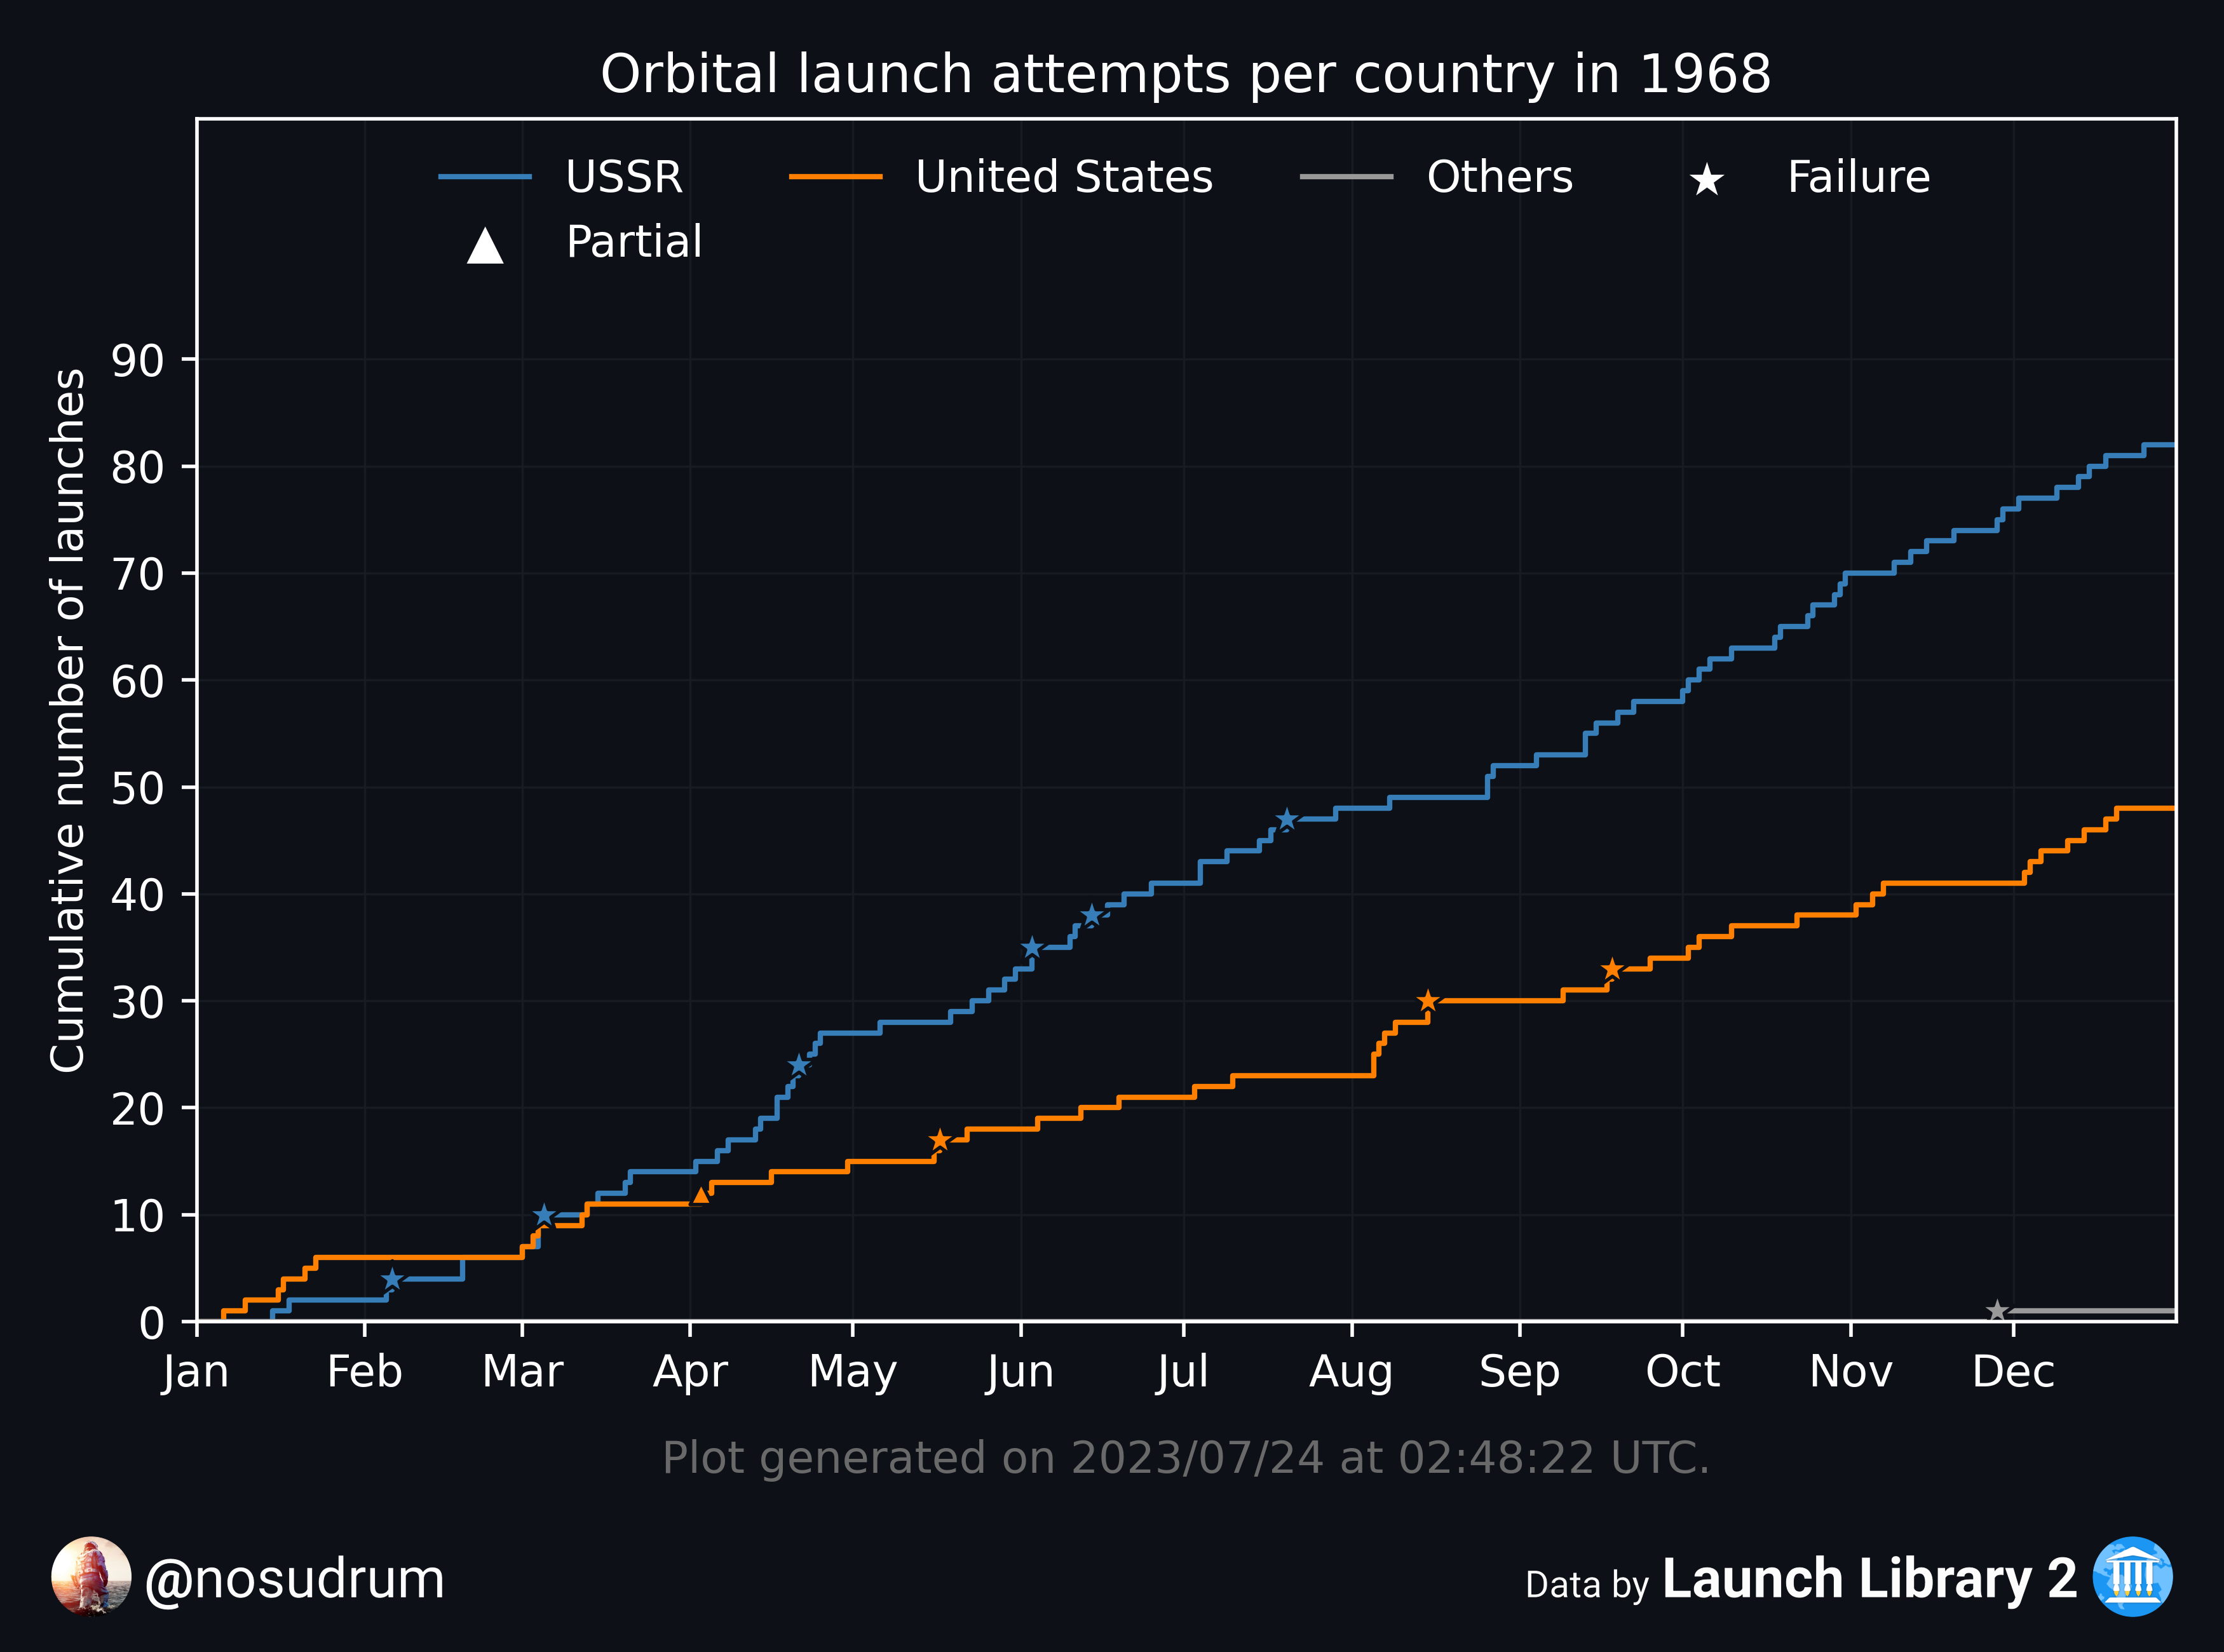 Orbital launch attempts per country in 1968
USSR United States Others Failure
Partial
Cumulative number of launches
90
80
70
60
50
40
30
20
10
0
Jan Feb Mar Apr May Jun Jul Aug Sep Oct Nov Dec
Plot generated on 2023/07/24 at 02:48:22 UTC.
@nosudrum
Data by Launch Library 2